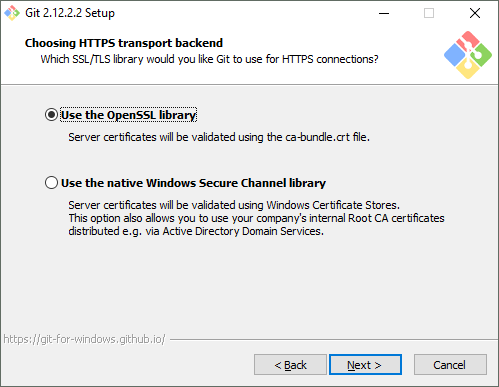 Git 2.12.2.2 Setup
Choosing HTTPS transport backend
Which SSL/TLS library would you like Git to use for HTTPS connections?
Use the OpenSSL library
Server certificates will be validated using the ca-bundle.crt file.
Use the native Windows Secure Channel library
Server certificates will be validated using Windows Certificate Stores.
This option also allows you to use your company's internal Root CA certificates
distributed e.g. via Active Directory Domain Services.
https://git-for-windows.github.io/
< Back Next > Cancel